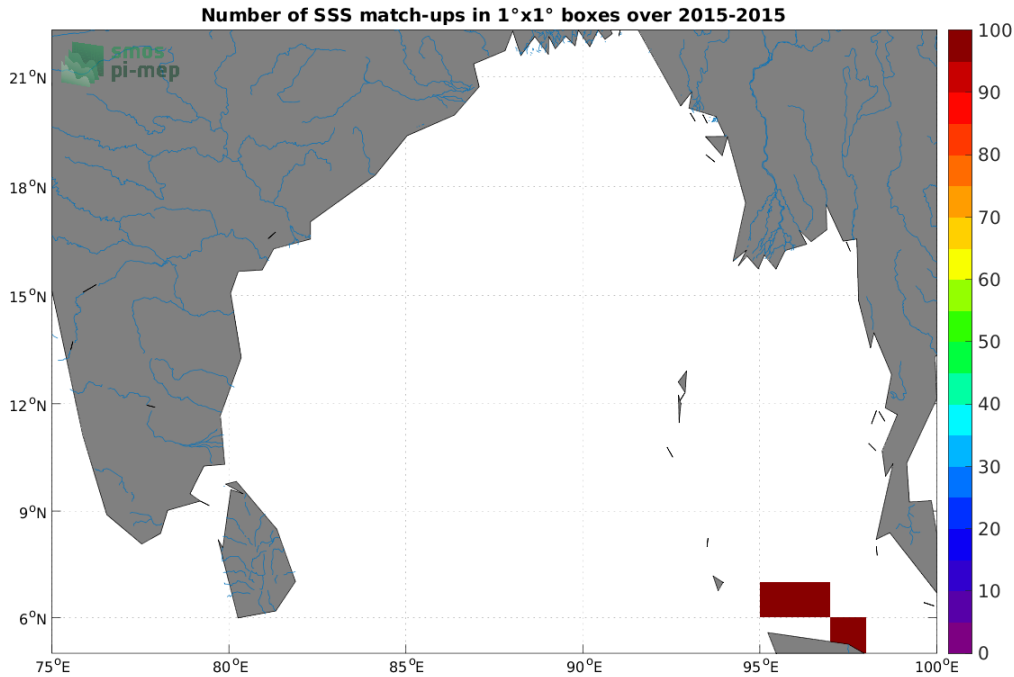 Number of SSS match-ups in 1°x1° boxes over 2015-2015
smos
pi-mep
21°N
18°N
15°N
12°N
9°N
6°N
75°E 80°E 85°E 90°E 95°E 100°E
100
90
80
70
60
50
40
30
20
10
0